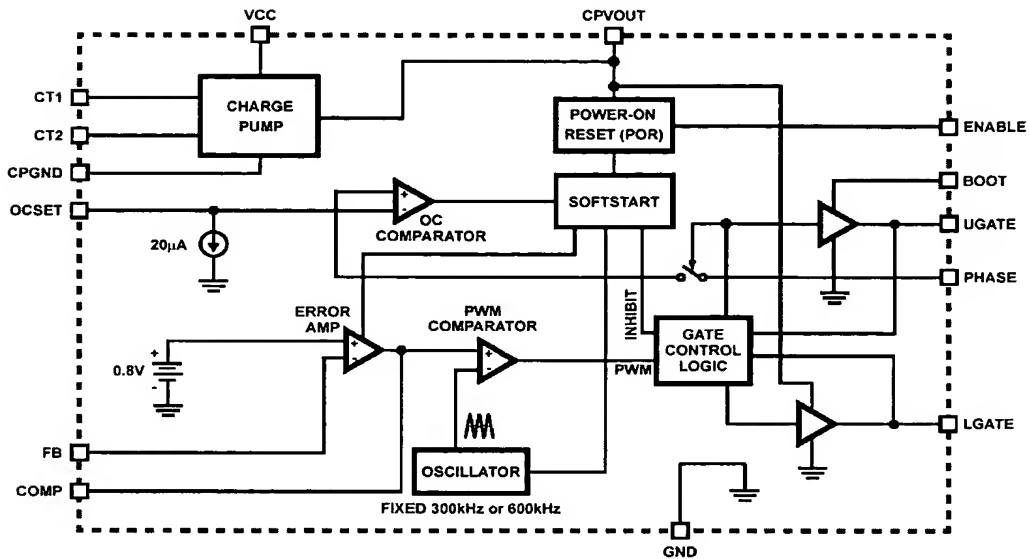 VCC
CPVOUT
CT1
CHARGE
PUMP
POWER-ON
RESET (POR)
CT2
ENABLE
CPGND
BOOT
OCSET
+
-
OC
COMPARATOR
SOFTSTART
UGATE
20µA
PHASE
ERROR
AMP
PWM
COMPARATOR
INHIBIT
GATE
CONTROL
LOGIC
+
0.8V
-
+
-
+
-
PWM
FB
OSCILLATOR
LGATE
COMP
FIXED 300kHz or 600kHz
GND